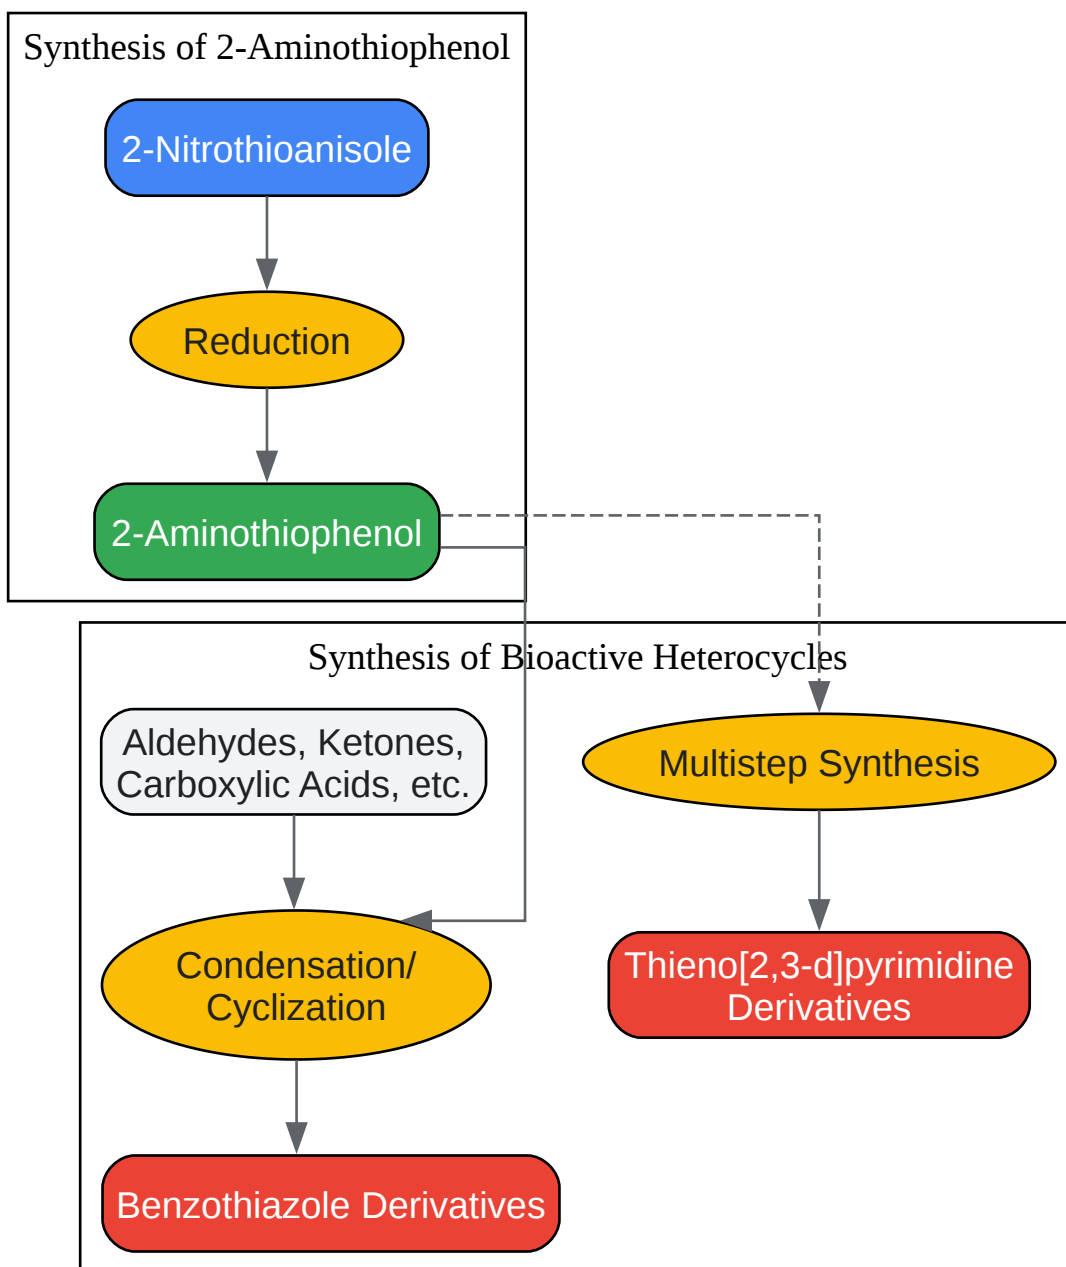 Synthesis of 2-Aminothiophenol
2-Nitrothioanisole
Reduction
2-Aminothiophenol
Synthesis of Bioactive Heterocycles
Aldehydes, Ketones,
Carboxylic Acids, etc.
Multistep Synthesis
Condensation/
Cyclization
Thieno[2,3-d]pyrimidine
Derivatives
Benzothiazole Derivatives